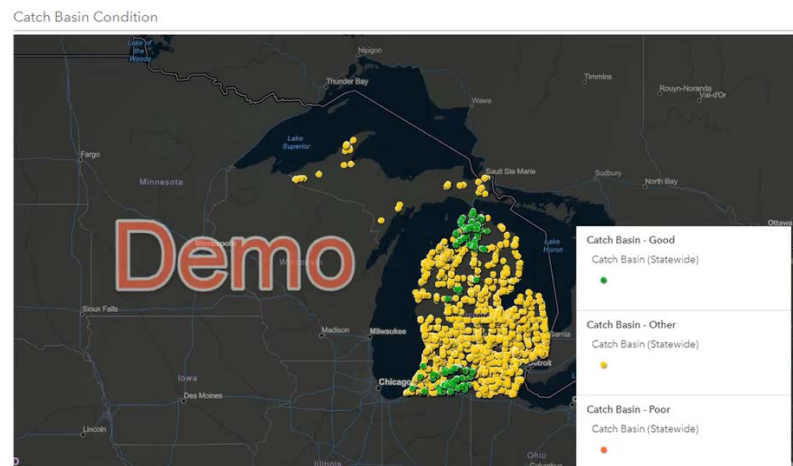 Catch Basin Condition
Lake of
the
Woods
Nipigon
Thunder Bay
Timmins
Rouyn-Noranda
Val-d'Or
Wawa
Lake
Superior
Fargo
Minnesota
Sault Ste Marie
Sudbury
North Bay
Ottawa
Demo
Minneapolis
Wisconsin
Lake
Huron
Sioux Falls
Madison
Milwaukee
Sarnia
Detroit
Chicago
Iowa
Des Moines
Lincoln
Illinois
Ohio
Columbus
Catch Basin - Good
Catch Basin (Statewide)
Catch Basin - Other
Catch Basin (Statewide)
Catch Basin - Poor
Catch Basin (Statewide)